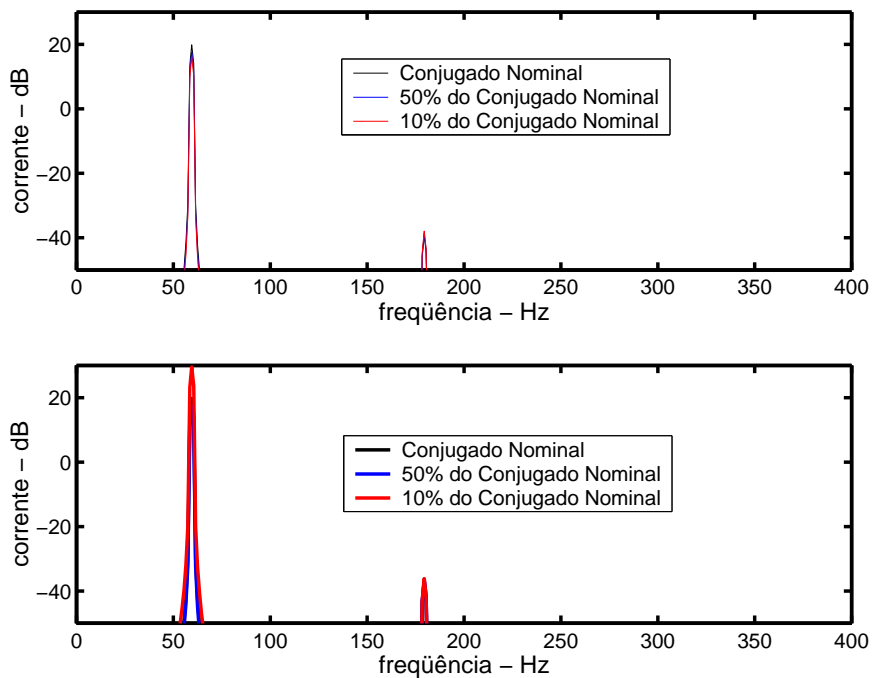 20
0
−20
−40
corrente − dB
Conjugado Nominal
50% do Conjugado Nominal
10% do Conjugado Nominal
0 50 100 150 200 250 300 350 400
freqüência − Hz
20
0
−20
−40
corrente − dB
Conjugado Nominal
50% do Conjugado Nominal
10% do Conjugado Nominal
0 50 100 150 200 250 300 350 400
freqüência − Hz